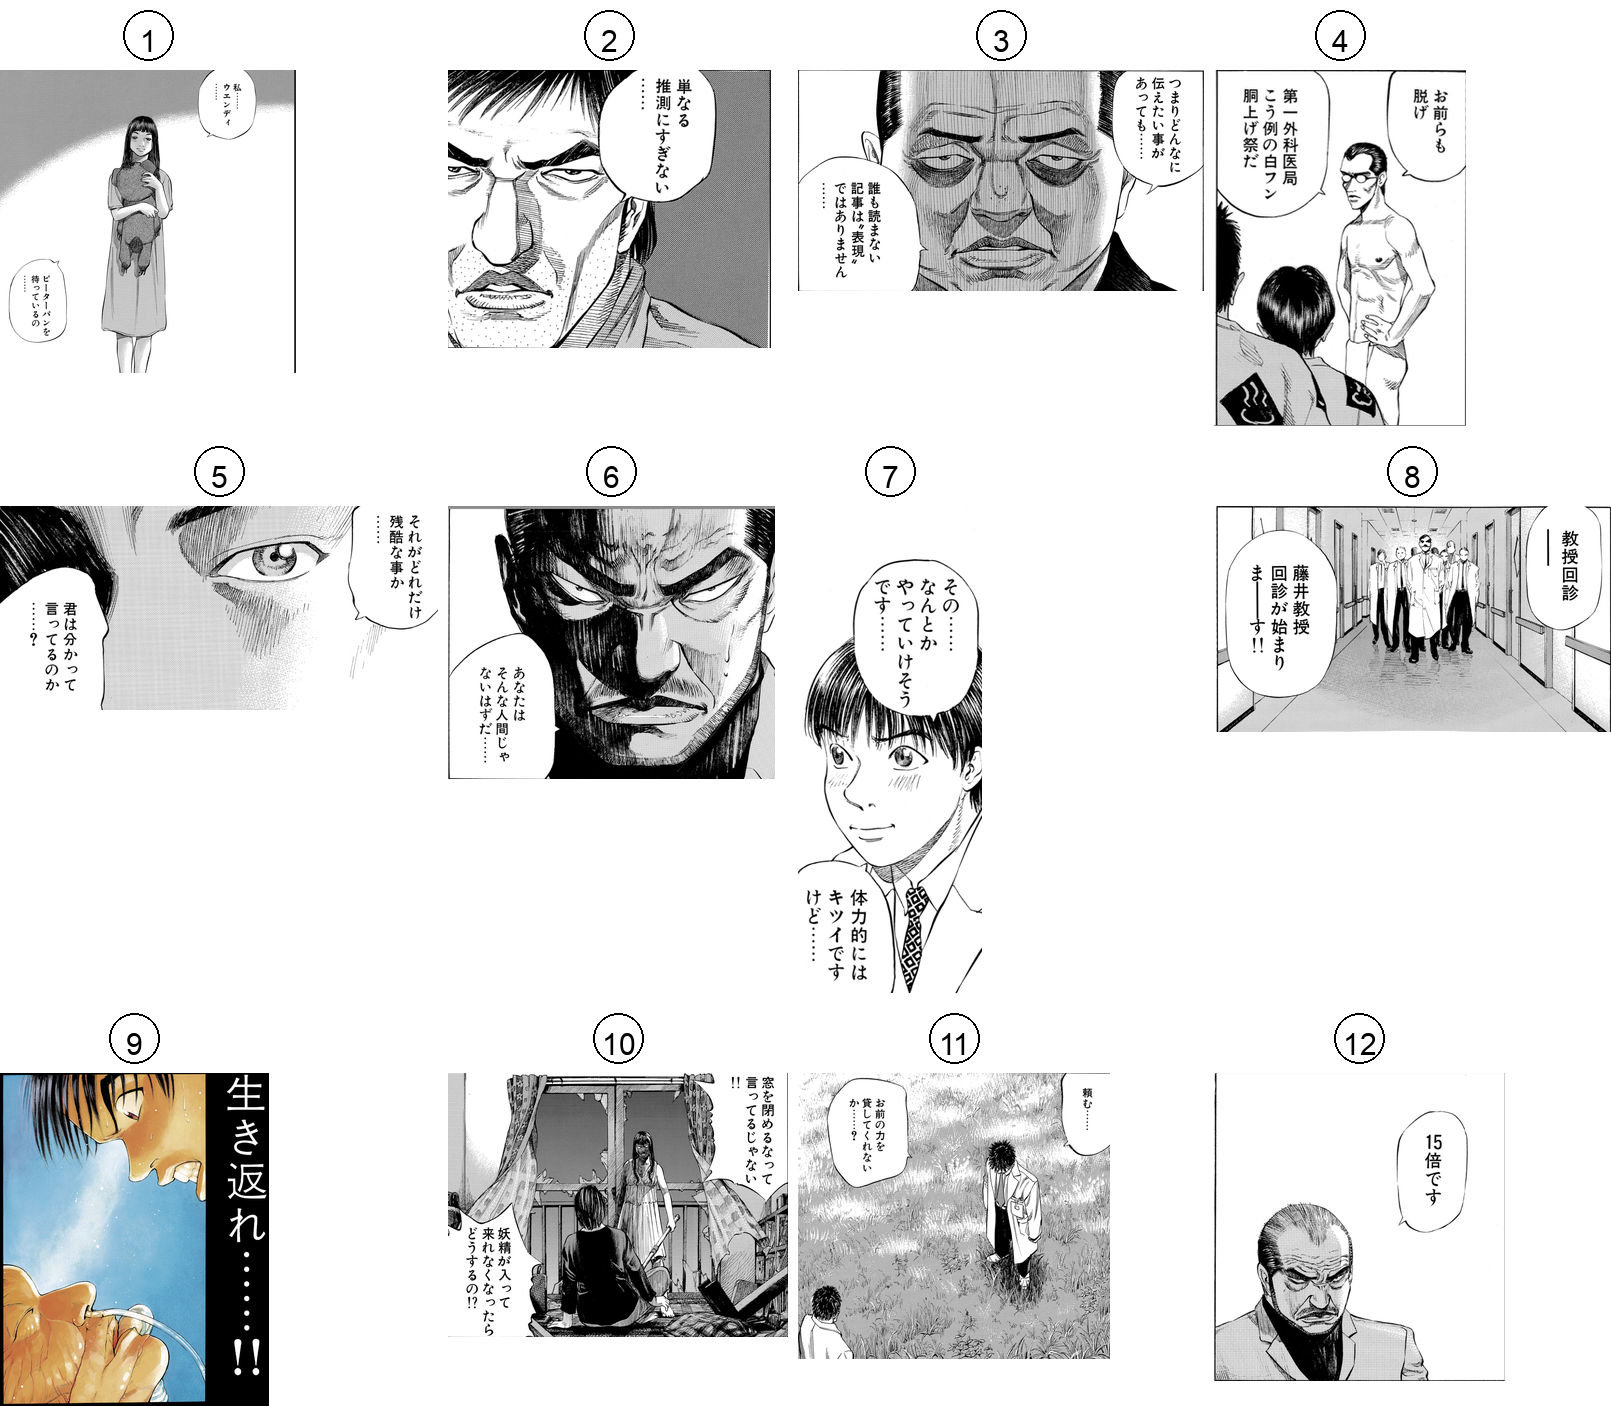 1
私……
ウエンディ
……
ピーターパンを
待っているの
……
2
単なる
推測にすぎない
……
3
つまりどんなに
伝えたい事が
あっても……
誰も読まない
記事は〝表現〟
ではありません
……
4
お前らも
脱げ
第一外科医局
こう例の白フン
胴上げ祭だ
5
それがどれだけ
残酷な事か
……
君は分かって
言ってるのか
……?
6
あなたは
そんな人間じゃ
ないはずだ……
7
その……
なんとか
やっていけそう
です……
体力的には
キツイです
けど……
8
教授回診
——
藤井教授
回診が始まり
ま——す!!
9
生き返れ……!!
10
窓を閉めるなって
言ってるじゃない
!!
妖精が入って
来れなくなったら
どうするの!?
11
頼む……
お前の力を
貸してくれない
か……?
12
15倍です